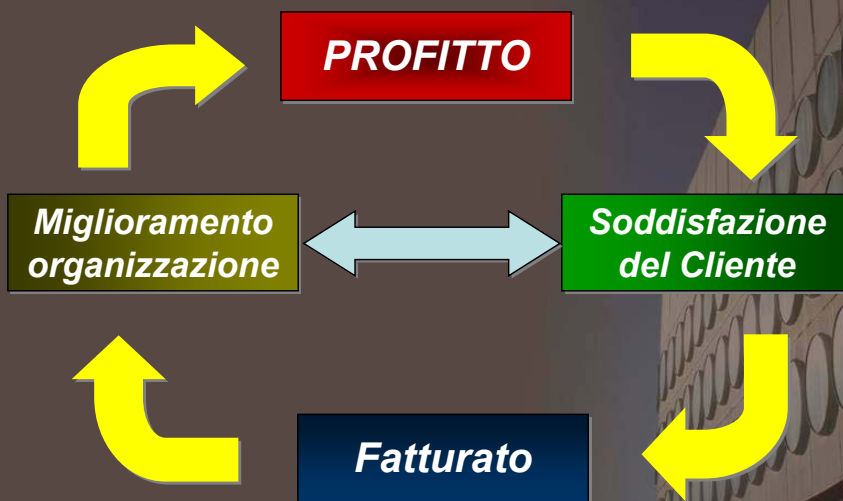 PROFITTO
Miglioramento
organizzazione
Soddisfazione
del Cliente
Fatturato